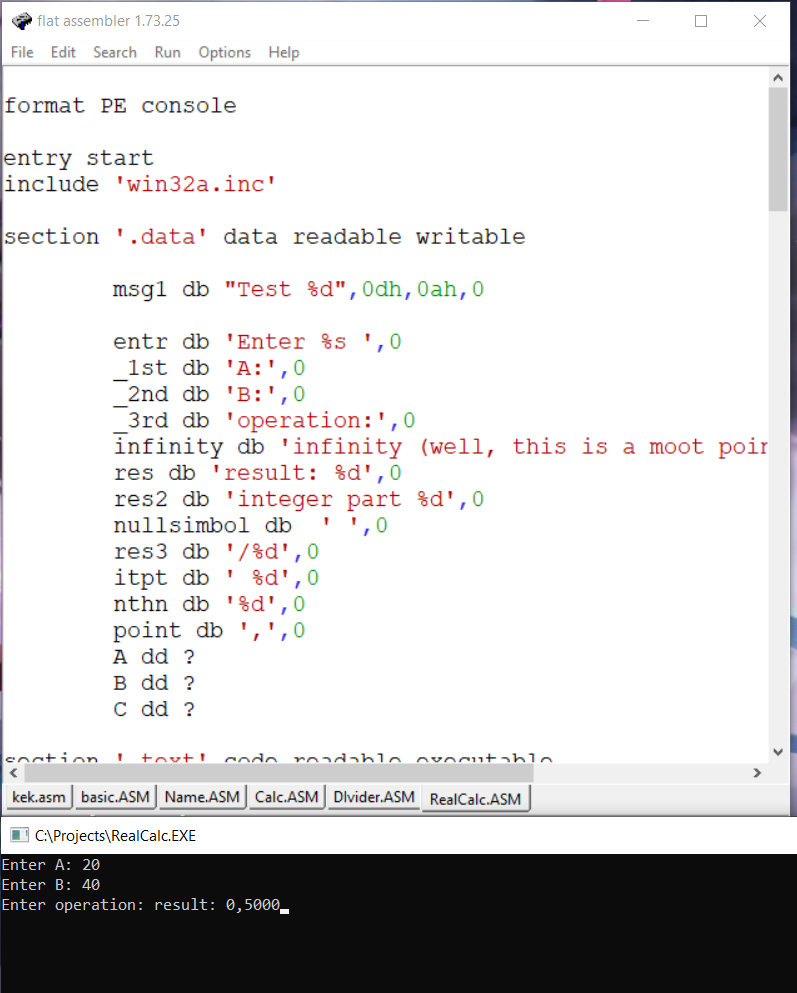 flat assembler 1.73.25
File Edit Search Run Options Help
format PE console
entry start
include 'win32a.inc'
section '.data' data readable writable
msg1 db "Test %d",0dh,0ah,0
entr db 'Enter %s ',0
_1st db 'A:',0
_2nd db 'B:',0
_3rd db 'operation:',0
infinity db 'infinity (well, this is a moot poin
res db 'result: %d',0
res2 db 'integer part %d',0
nullsimbol db ' ',0
res3 db '/%d',0
itpt db ' %d',0
nthn db '%d',0
point db ',',0
A dd ?
B dd ?
C dd ?
section '.text' code readable executable
kek.asm basic.ASM Name.ASM Calc.ASM DIvider.ASM RealCalc.ASM
C:\Projects\RealCalc.EXE
Enter A: 20
Enter B: 40
Enter operation: result: 0,5000